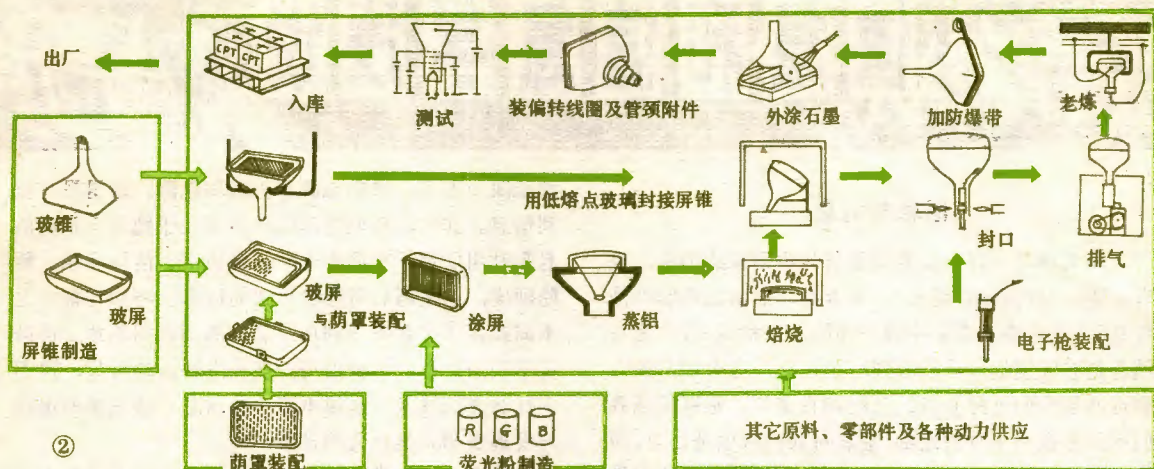 出厂
CPT CPT
入库
测试
装偏转线圈及管颈附件
外涂石墨
加防爆带
老炼
玻锥
用低熔点玻璃封接屏锥
封口
排气
玻屏
屏锥制造
玻屏
与荫罩装配
涂屏
蒸铝
焙烧
电子枪装配
②
荫罩装配
R G B
荧光粉制造
其它原料、零部件及各种动力供应